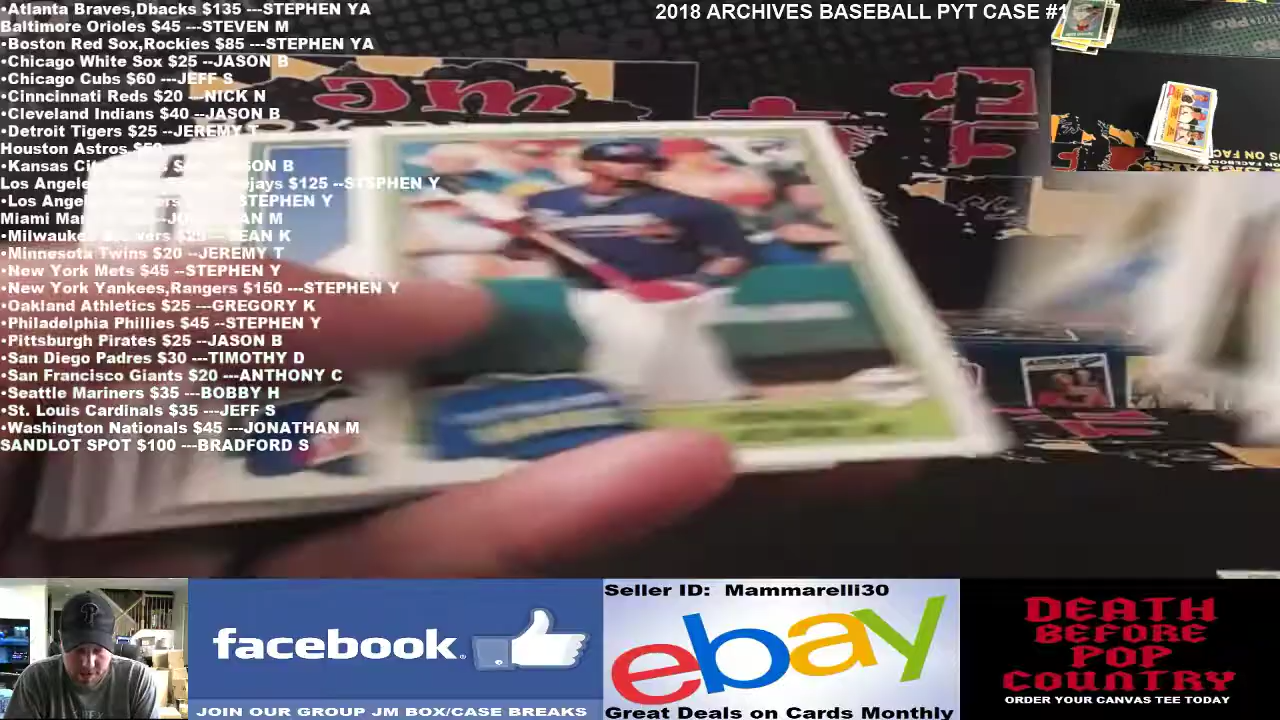 •Atlanta Braves,Dbacks $135 ---STEPHEN YA
Baltimore Orioles $45 ---STEVEN M
•Boston Red Sox,Rockies $85 ---STEPHEN YA
•Chicago White Sox $25 ---JASON B
•Chicago Cubs $60 ---JEFF S
•Cinncinnati Reds $20 ---NICK N
•Cleveland Indians $40 ---JASON B
•Detroit Tigers $25 ---JEREMY T
Houston Astros
•Kansas JASON B
Los $125 --STEPHEN Y
•Los STEPHEN Y
Miami M
•Milwaukee Brewers $25 ---SEAN K
•Minnesota Twins $20 --JEREMY T
•New York Mets $45 --STEPHEN Y
•New York Yankees,Rangers $150 ---STEPHEN Y
•Oakland Athletics $25 ---GREGORY K
•Philadelphia Phillies $45 --STEPHEN Y
•Pittsburgh Pirates $25 --JASON B
•San Diego Padres $30 ---TIMOTHY D
•San Francisco Giants $20 ---ANTHONY C
•Seattle Mariners $35 ---BOBBY H
•St. Louis Cardinals $35 ---JEFF S
•Washington Nationals $45 ---JONATHAN M
SANDLOT SPOT $100 ---BRADFORD S
2018 ARCHIVES BASEBALL PYT CASE #1
facebook.
JOIN OUR GROUP JM BOX/CASE BREAKS
Seller ID: Mammarelli30
ebay
Great Deals on Cards Monthly
DEATH
BEFORE
POP
COUNTRY
ORDER YOUR CANVAS TEE TODAY